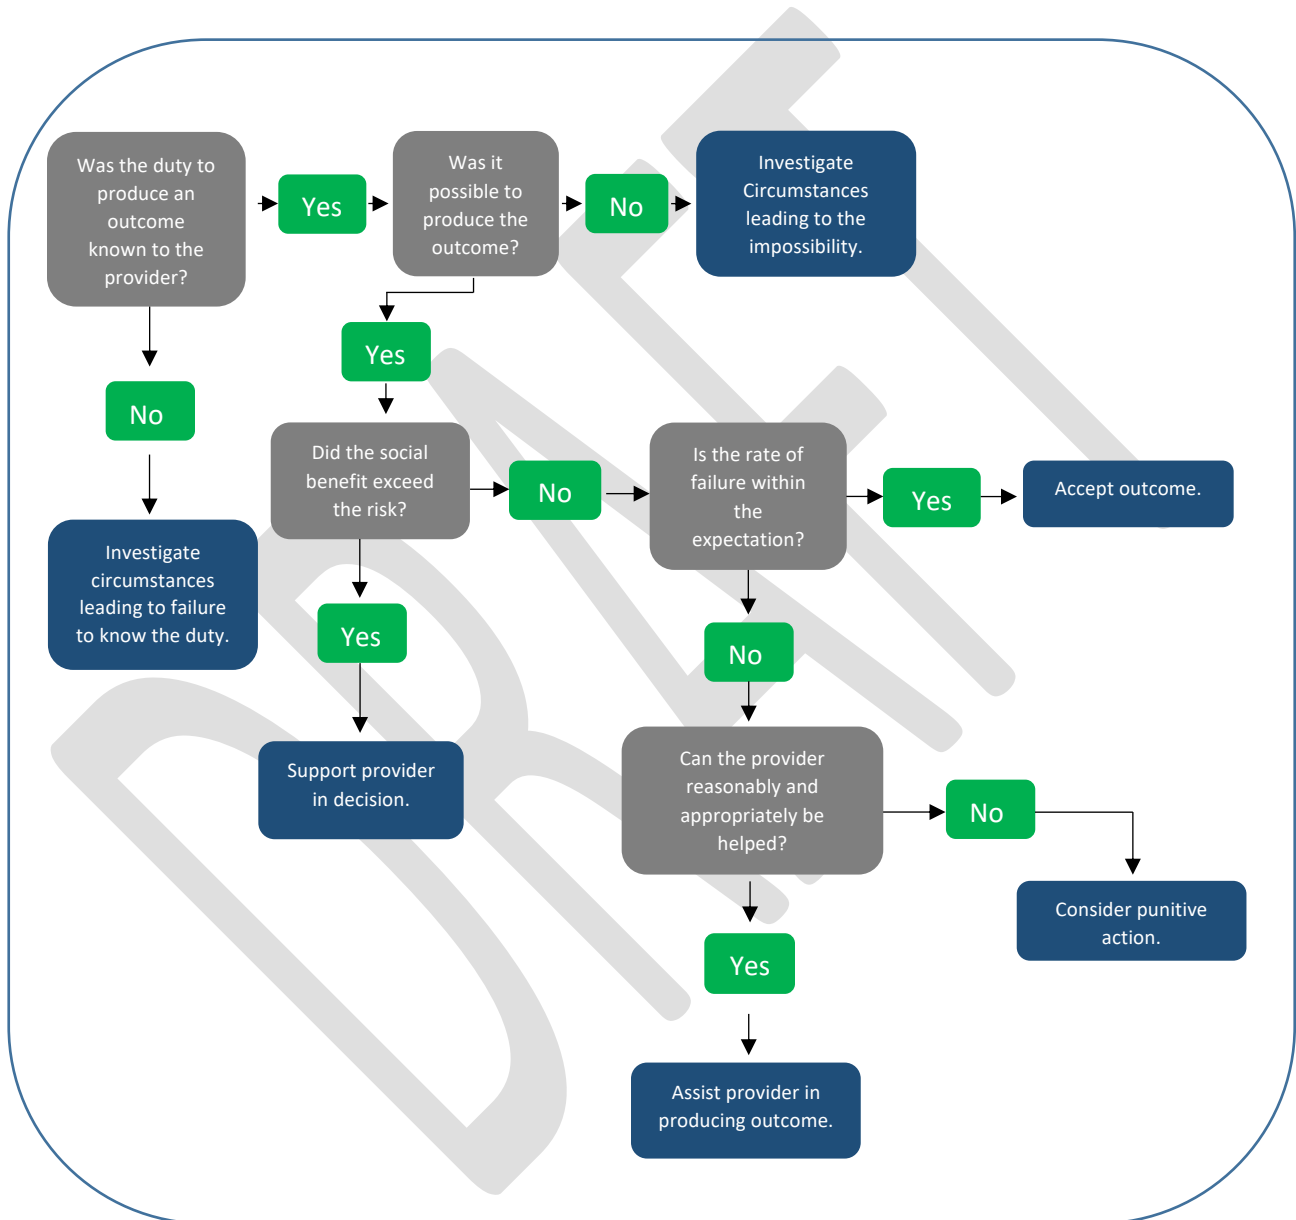 Was the duty to
produce an
outcome
known to the
provider?
Yes
Was it
possible to
produce the
outcome?
No
Investigate
Circumstances
leading to the
impossibility.
Yes
No
Did the social
benefit exceed
the risk?
No
Is the rate of
failure within
the
expectation?
Yes
Accept outcome.
Investigate
circumstances
leading to failure
to know the duty.
Yes
No
Support provider
in decision.
Can the provider
reasonably and
appropriately be
helped?
No
Consider punitive
action.
Yes
Assist provider in
producing outcome.
DRAFT